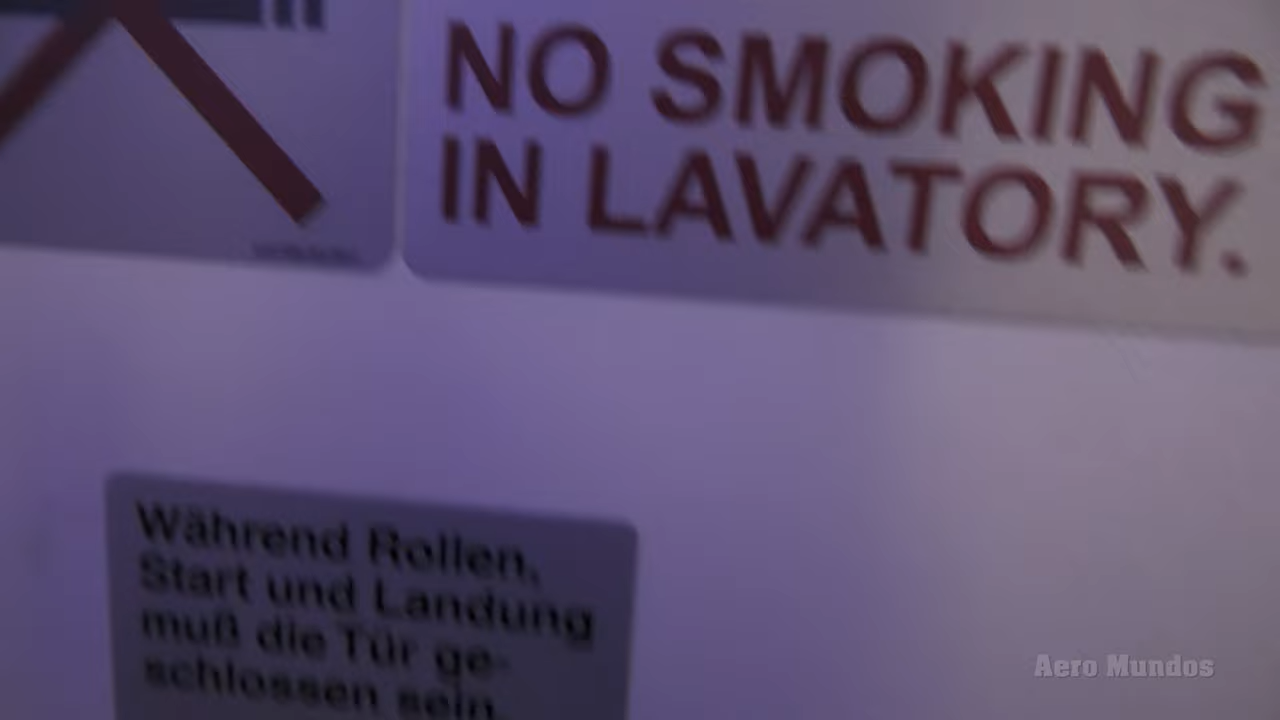 NO SMOKING
IN LAVATORY.
Während Rollen,
Start und Landung
muß die Tür ge-
schlossen sein.
Aero Mundos